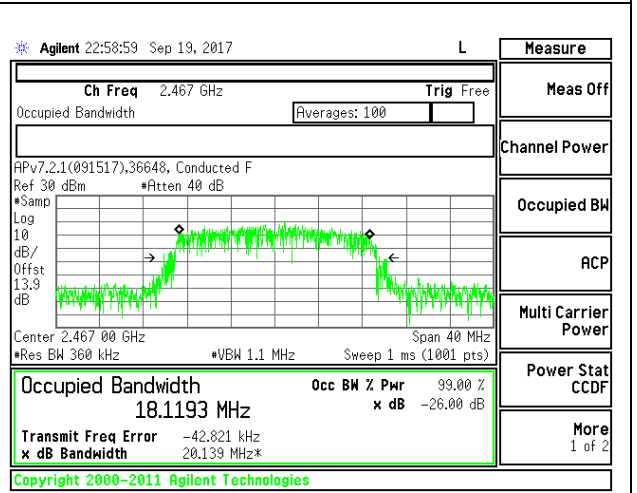 Agilent 22:58:59 Sep 19, 2017 L
Measure
Ch Freq 2.467 GHz Trig Free
Occupied Bandwidth Averages: 100
APv7.2.1(091517),36648, Conducted F
Ref 30 dBm #Atten 40 dB
#Samp
Log
10
dB/
Offst
13.9
dB
Center 2.467 00 GHz Span 40 MHz
#Res BW 360 kHz #VBW 1.1 MHz Sweep 1 ms (1001 pts)
Occupied Bandwidth Occ BW % Pwr 99.00 %
18.1193 MHz x dB -26.00 dB
Transmit Freq Error -42.821 kHz
x dB Bandwidth 20.139 MHz*
Copyright 2000-2011 Agilent Technologies
Meas Off
Channel Power
Occupied BW
ACP
Multi Carrier
Power
Power Stat
CCDF
More
1 of 2